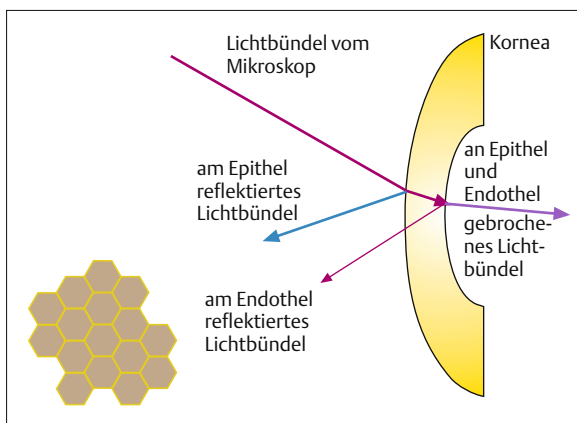 Lichtbündel vom
Mikroskop
Kornea
am Epithel
reflektiertes
Lichtbündel
an Epithel
und
Endothel
gebroche-
nes Licht-
bündel
am Endothel
reflektiertes
Lichtbündel